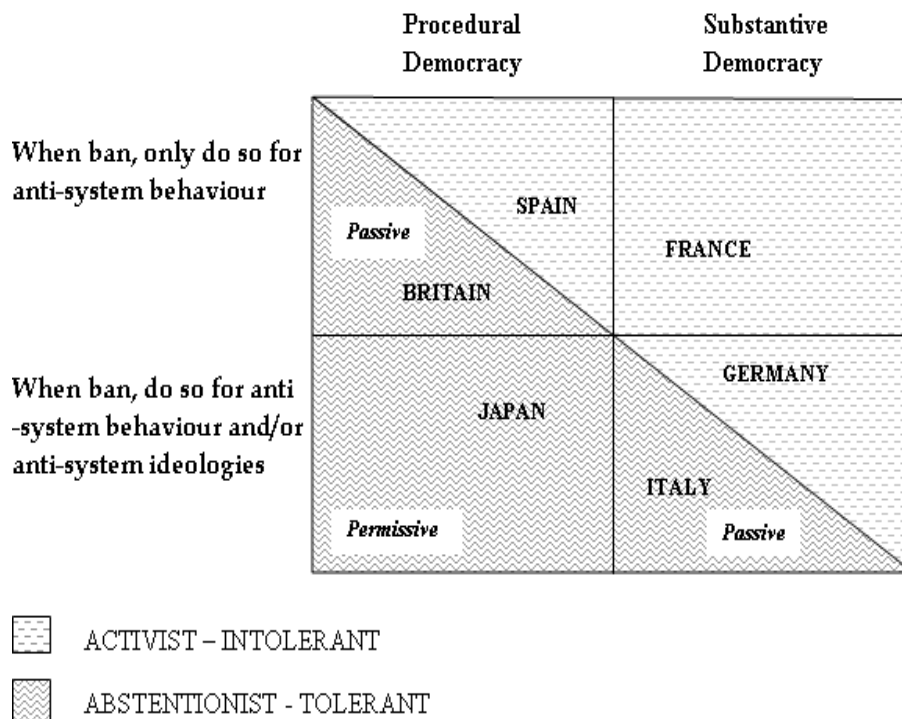 Procedural
Democracy
Substantive
Democracy
When ban, only do so for
anti-system behaviour
SPAIN
Passive
FRANCE
BRITAIN
When ban, do so for anti
-system behaviour and/or
anti-system ideologies
GERMANY
JAPAN
ITALY
Permissive
Passive
ACTIVIST – INTOLERANT
ABSTENTIONIST - TOLERANT